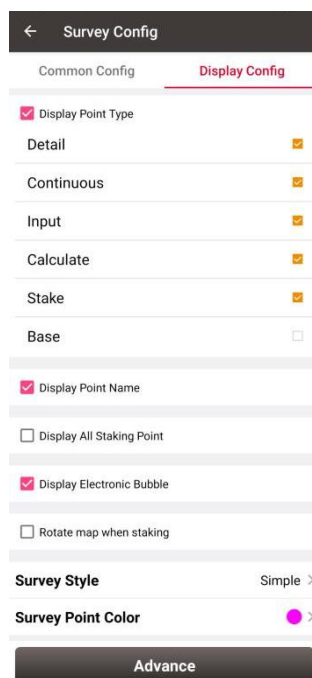 Survey Config
Common Config Display Config
Display Point Type
Detail
Continuous
Input
Calculate
Stake
Base
Display Point Name
Display All Staking Point
Display Electronic Bubble
Rotate map when staking
Survey Style Simple
Survey Point Color
Advance